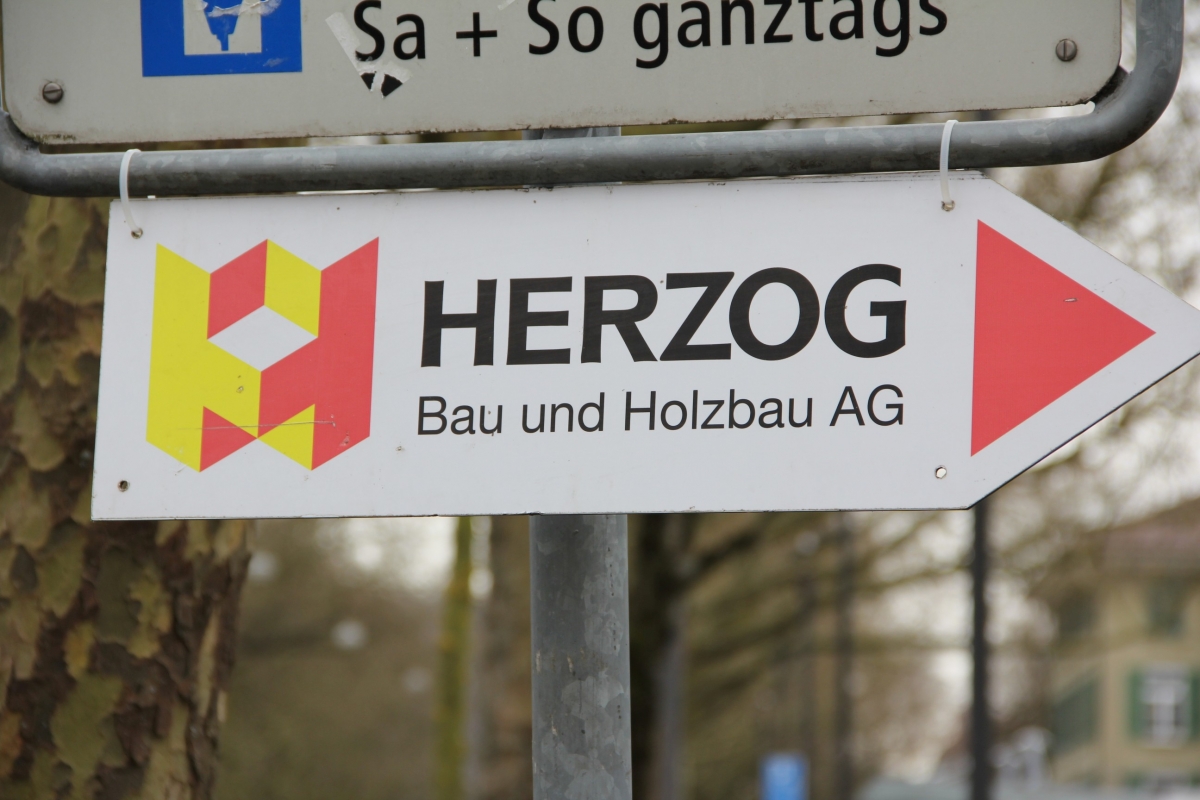 Sa + So ganztags
HERZOG
Bau und Holzbau AG